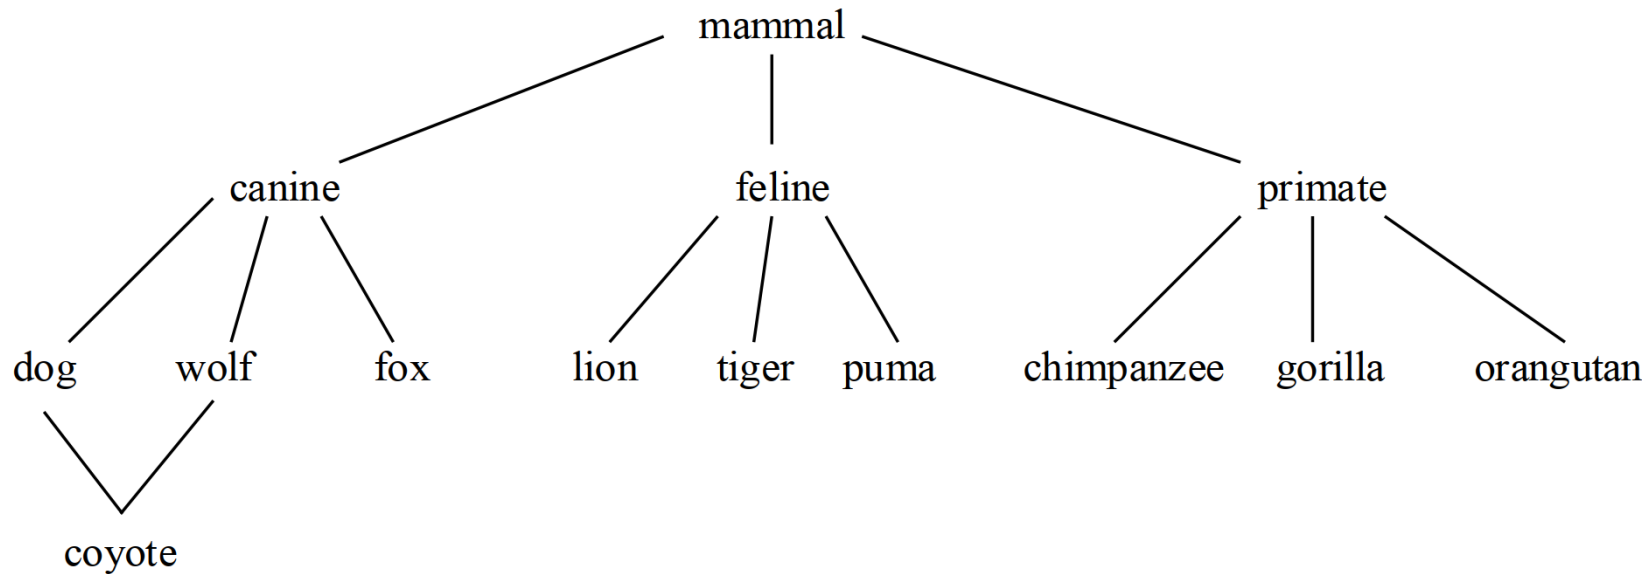 mammal
canine feline primate
dog wolf fox lion tiger puma chimpanzee gorilla orangutan
coyote